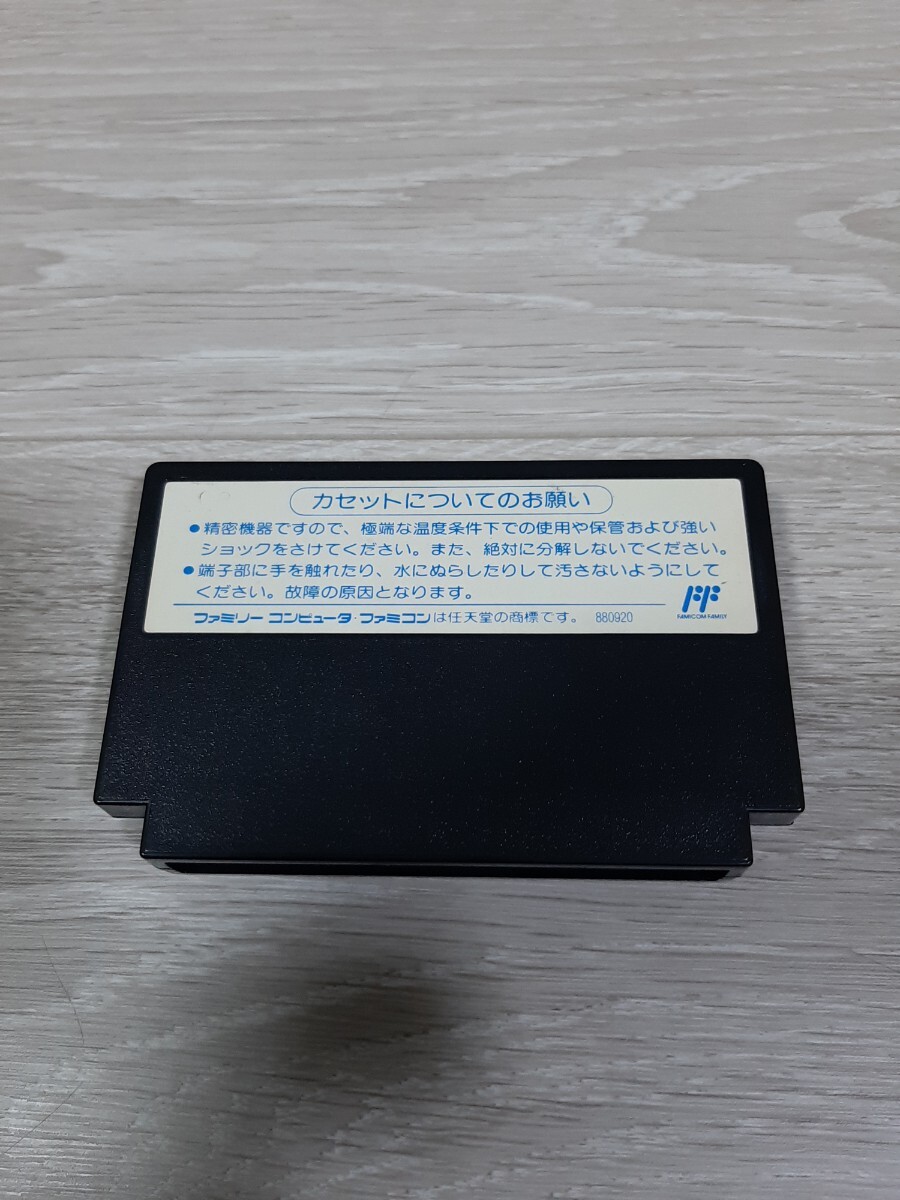 カセットについてのお願い
●精密機器ですので、極端な温度条件下での使用や保管および強い
ショックをさけてください。また、絶対に分解しないでください。
●端子部に手を触れたり、水にぬらしたりして汚さないようにして
ください。故障の原因となります。
FAMICOM FAMILY
ファミリー コンピュータ・ファミコンは任天堂の商標です。 880920